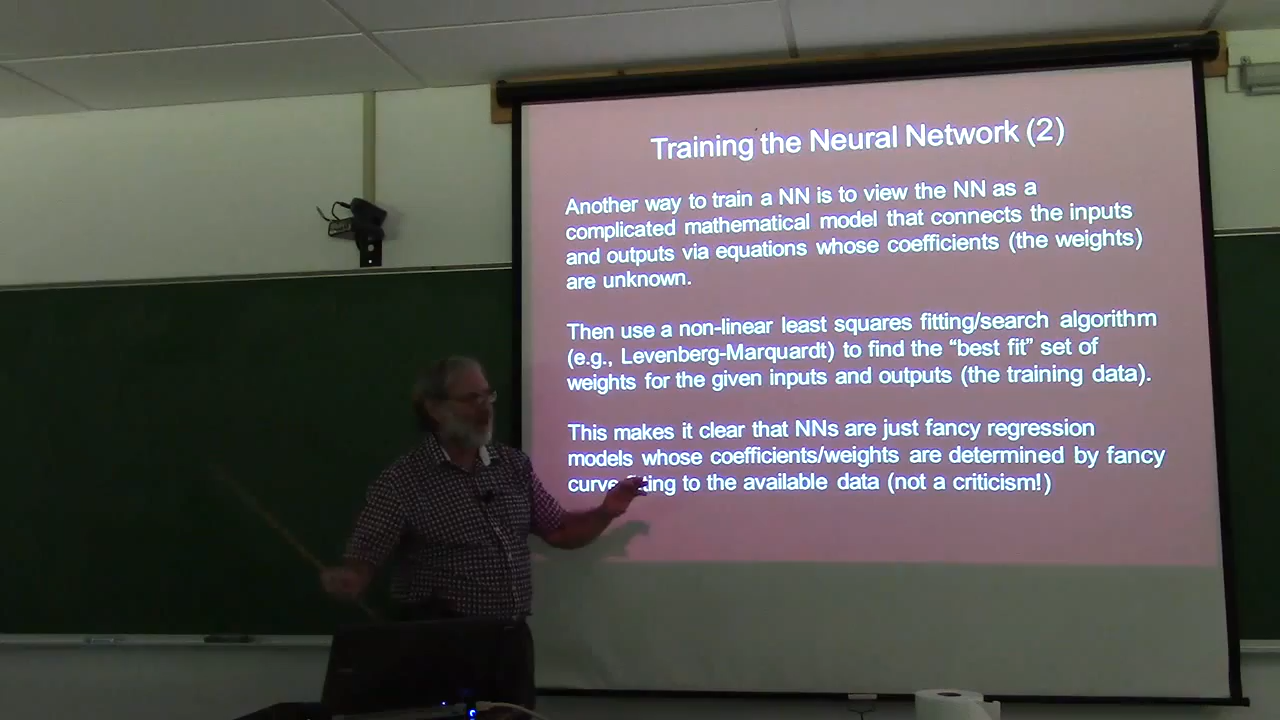 Training the Neural Network (2)
Another way to train a NN is to view the NN as a
complicated mathematical model that connects the inputs
and outputs via equations whose coefficients (the weights)
are unknown.
Then use a non-linear least squares fitting/search algorithm
(e.g., Levenberg-Marquardt) to find the “best fit” set of
weights for the given inputs and outputs (the training data).
This makes it clear that NNs are just fancy regression
models whose coefficients/weights are determined by fancy
curve fitting to the available data (not a criticism!)